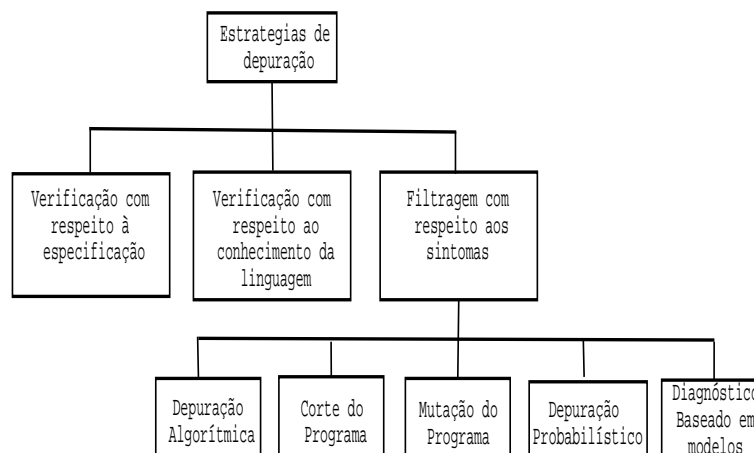 Estrategias de
depuração
Verificação com
respeito à
especificação
Verificação com
respeito ao
conhecimento da
linguagem
Filtragem com
respeito aos
sintomas
Depuração
Algorítmica
Corte do
Programa
Mutação do
Programa
Depuração
Probabilístico
Diagnóstico
Baseado em
modelos